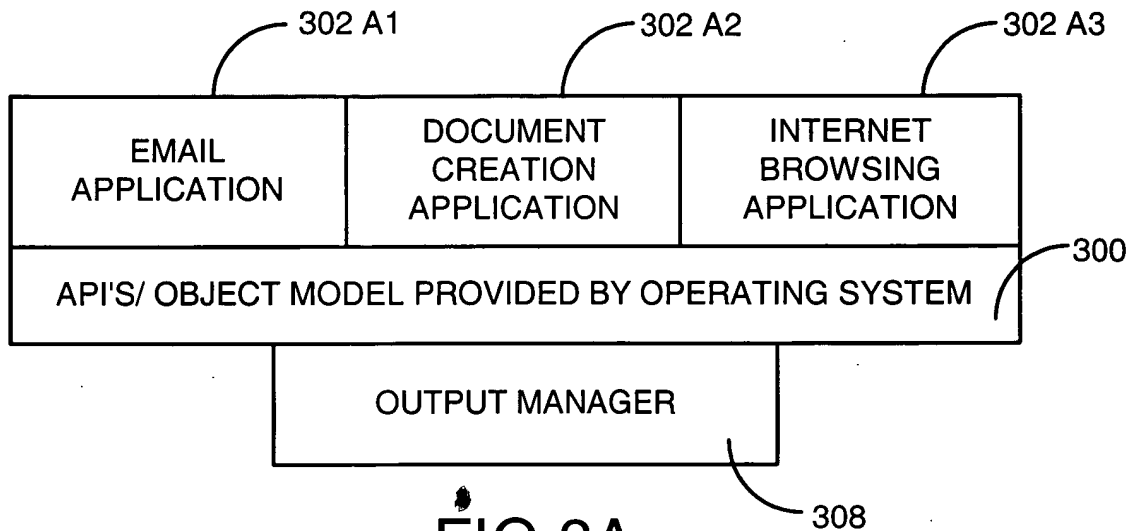 302 A1
302 A2
302 A3
EMAIL
APPLICATION
DOCUMENT
CREATION
APPLICATION
INTERNET
BROWSING
APPLICATION
300
API'S/ OBJECT MODEL PROVIDED BY OPERATING SYSTEM
OUTPUT MANAGER
308
FIG